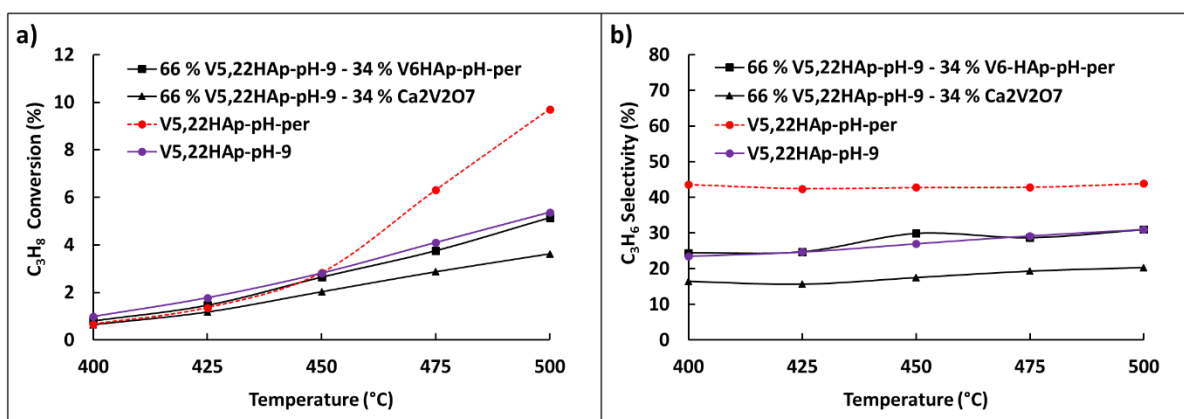 a)
12
10
8
6
4
2
0
C₃H₈ Conversion (%)
66 % V5,22HAp-pH-9 - 34 % V6HAp-pH-per
66 % V5,22HAp-pH-9 - 34 % Ca2V2O7
V5,22HAp-pH-per
V5,22HAp-pH-9
400 425 450 475 500
Temperature (°C)
b)
80
70
60
50
40
30
20
10
0
C₃H₆ Selectivity (%)
66 % V5,22HAp-pH-9 - 34 % V6-HAp-pH-per
66 % V5,22HAp-pH-9 - 34 % Ca2V2O7
V5,22HAp-pH-per
V5,22HAp-pH-9
400 425 450 475 500
Temperature (°C)